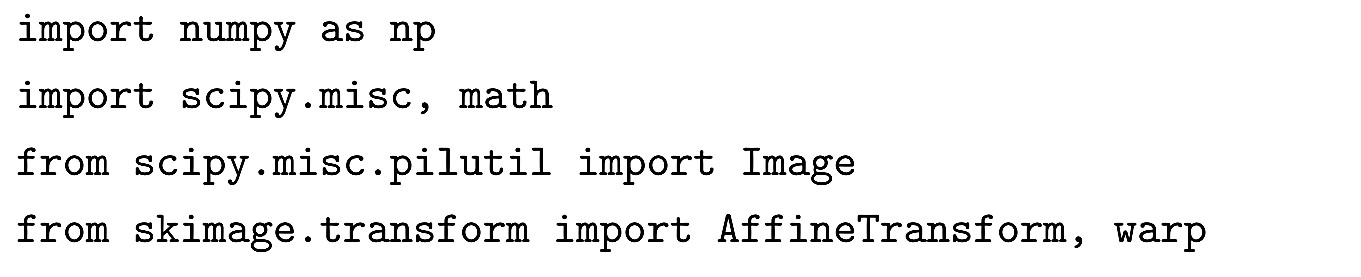 import numpy as np
import scipy.misc, math
from scipy.misc.pilutil import Image
from skimage.transform import AffineTransform, warp